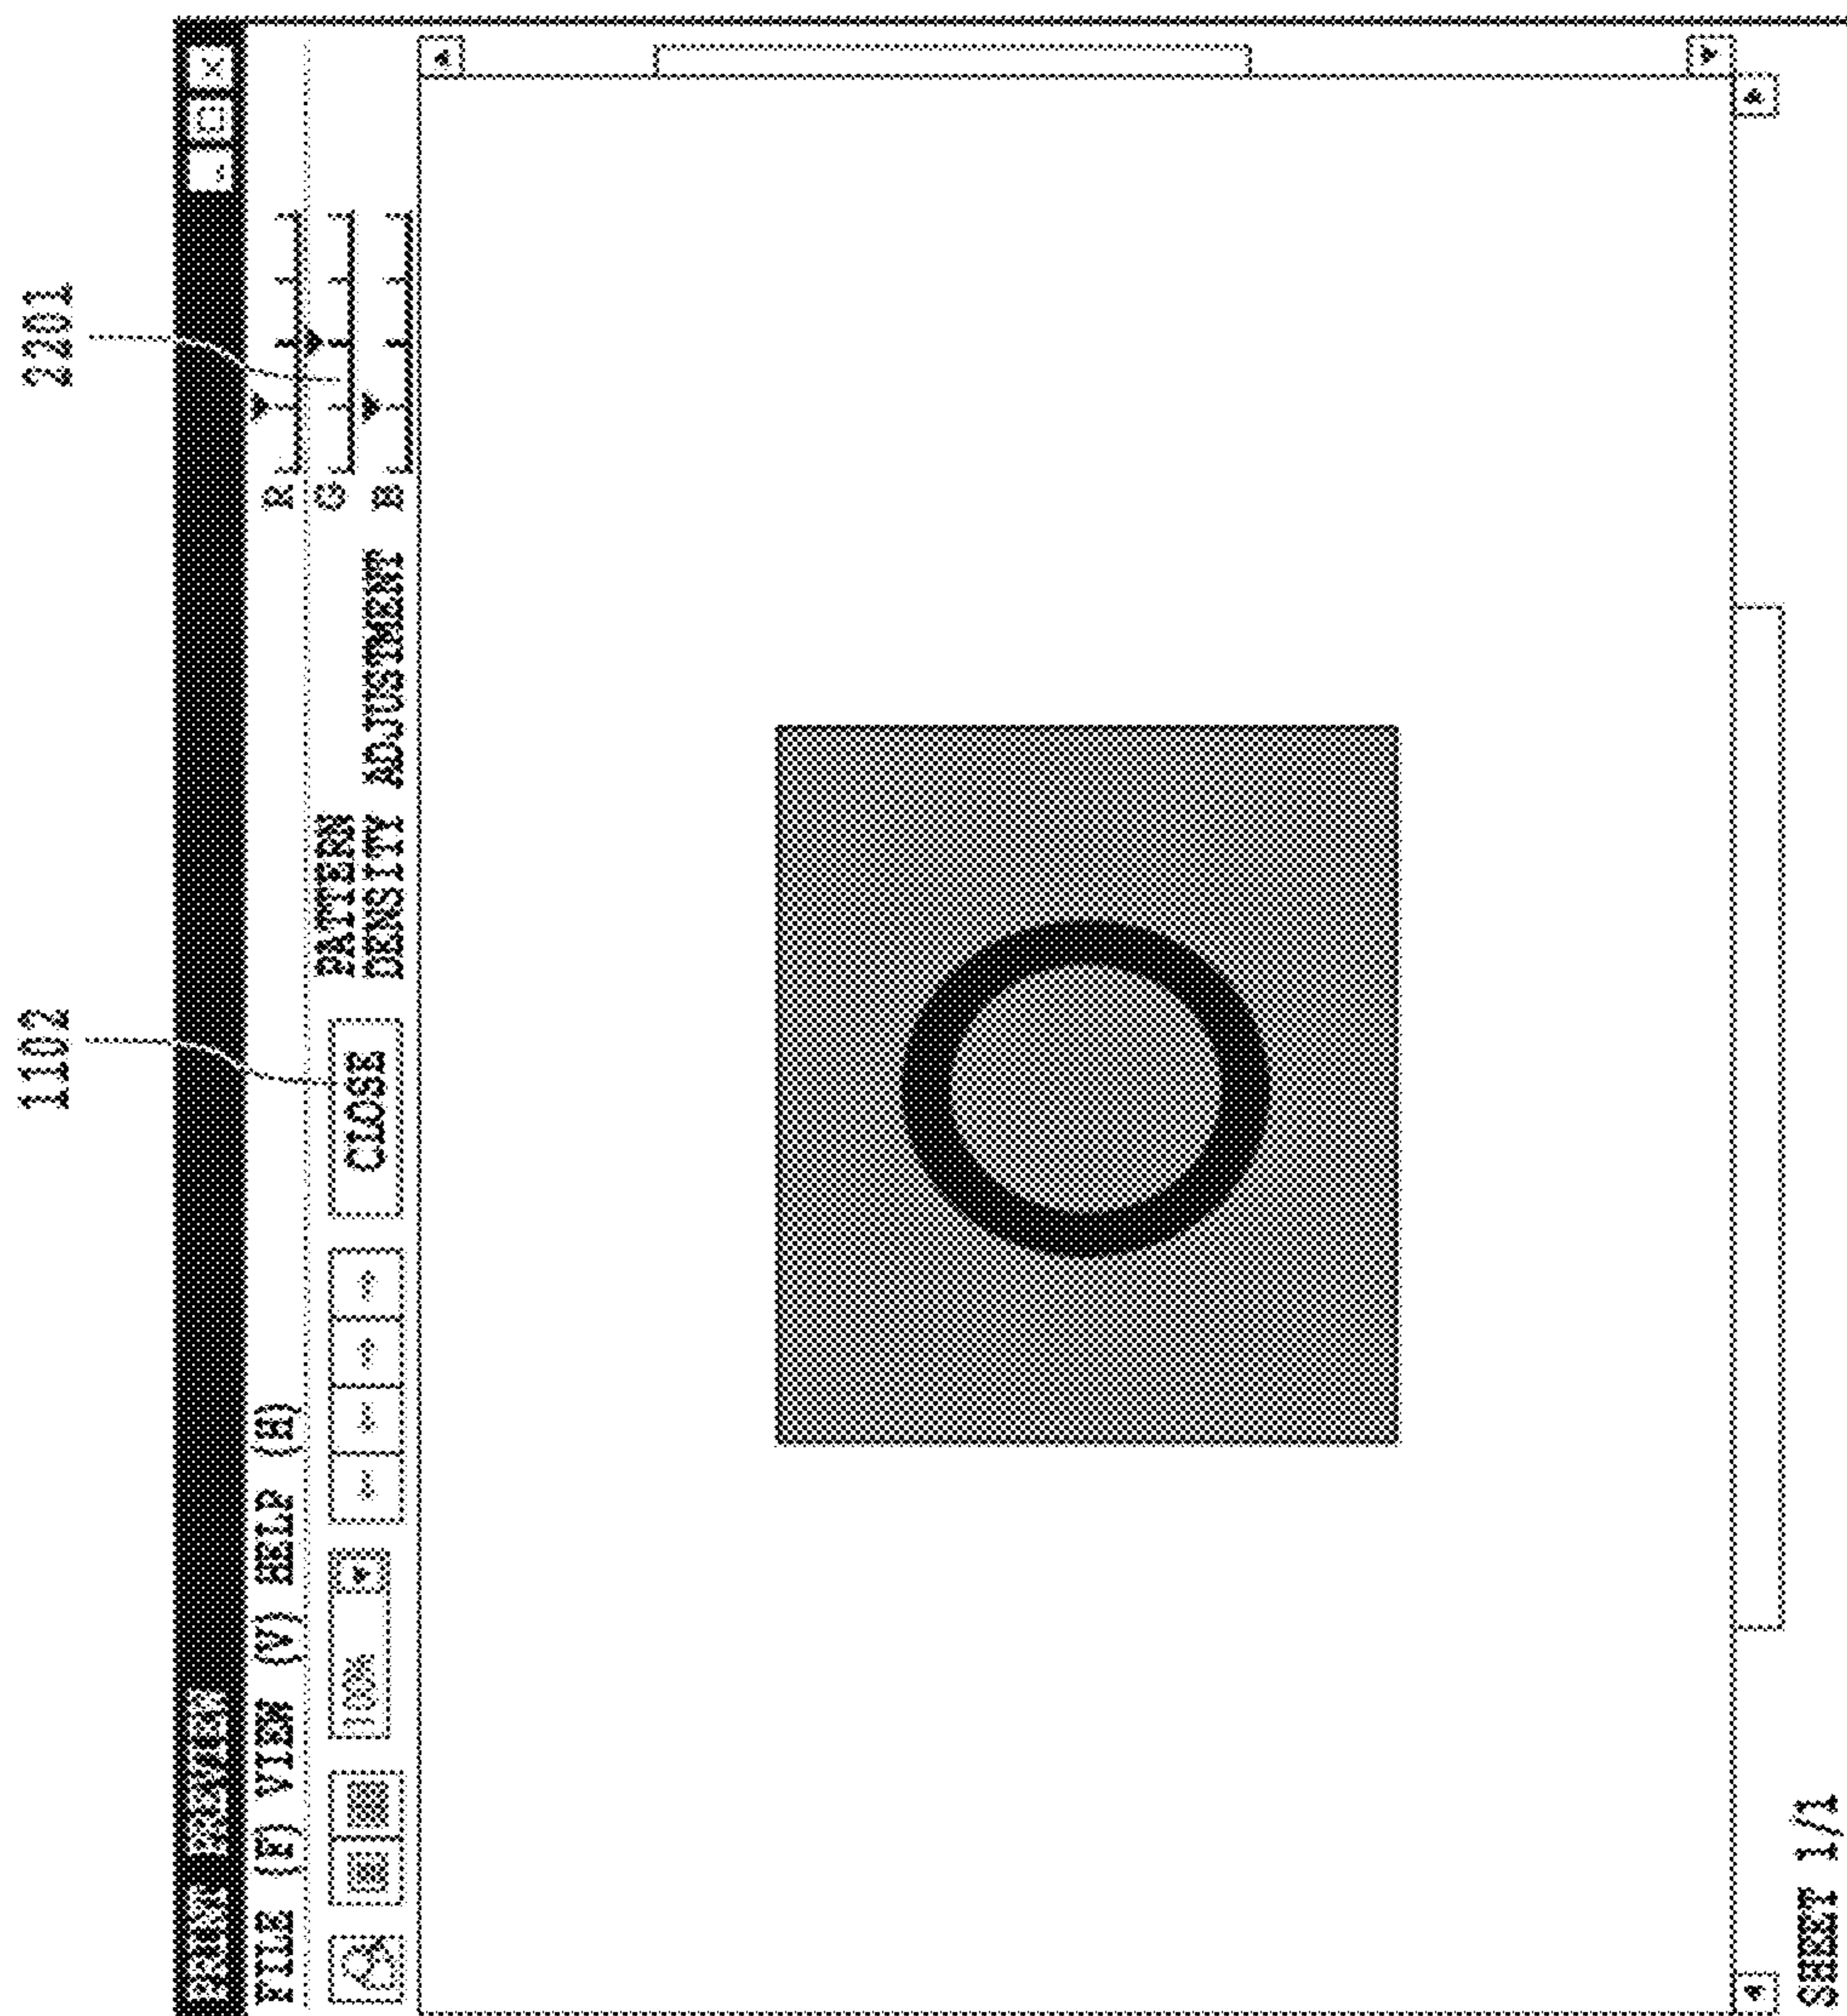 2201
1102
PRINT PREVIEW
FILE (F) VIEW (V) HELP (H)
100%
CLOSE
PATTERN
DENSITY ADJUSTMENT
R
G
B
SHEET 1/1